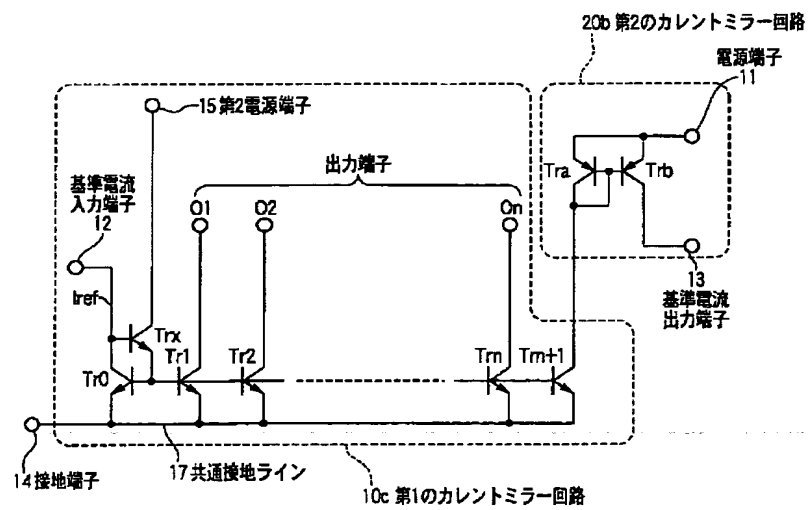 20b 第2のカレントミラー回路
電源端子
11
15 第2電源端子
出力端子
基準電流
入力端子
12
O1
O2
On
Tra
Trb
13
基準電流
出力端子
Iref
Trx
Tr0
Tr1
Tr2
Trn
Trn+1
14 接地端子
17 共通接地ライン
10c 第1のカレントミラー回路